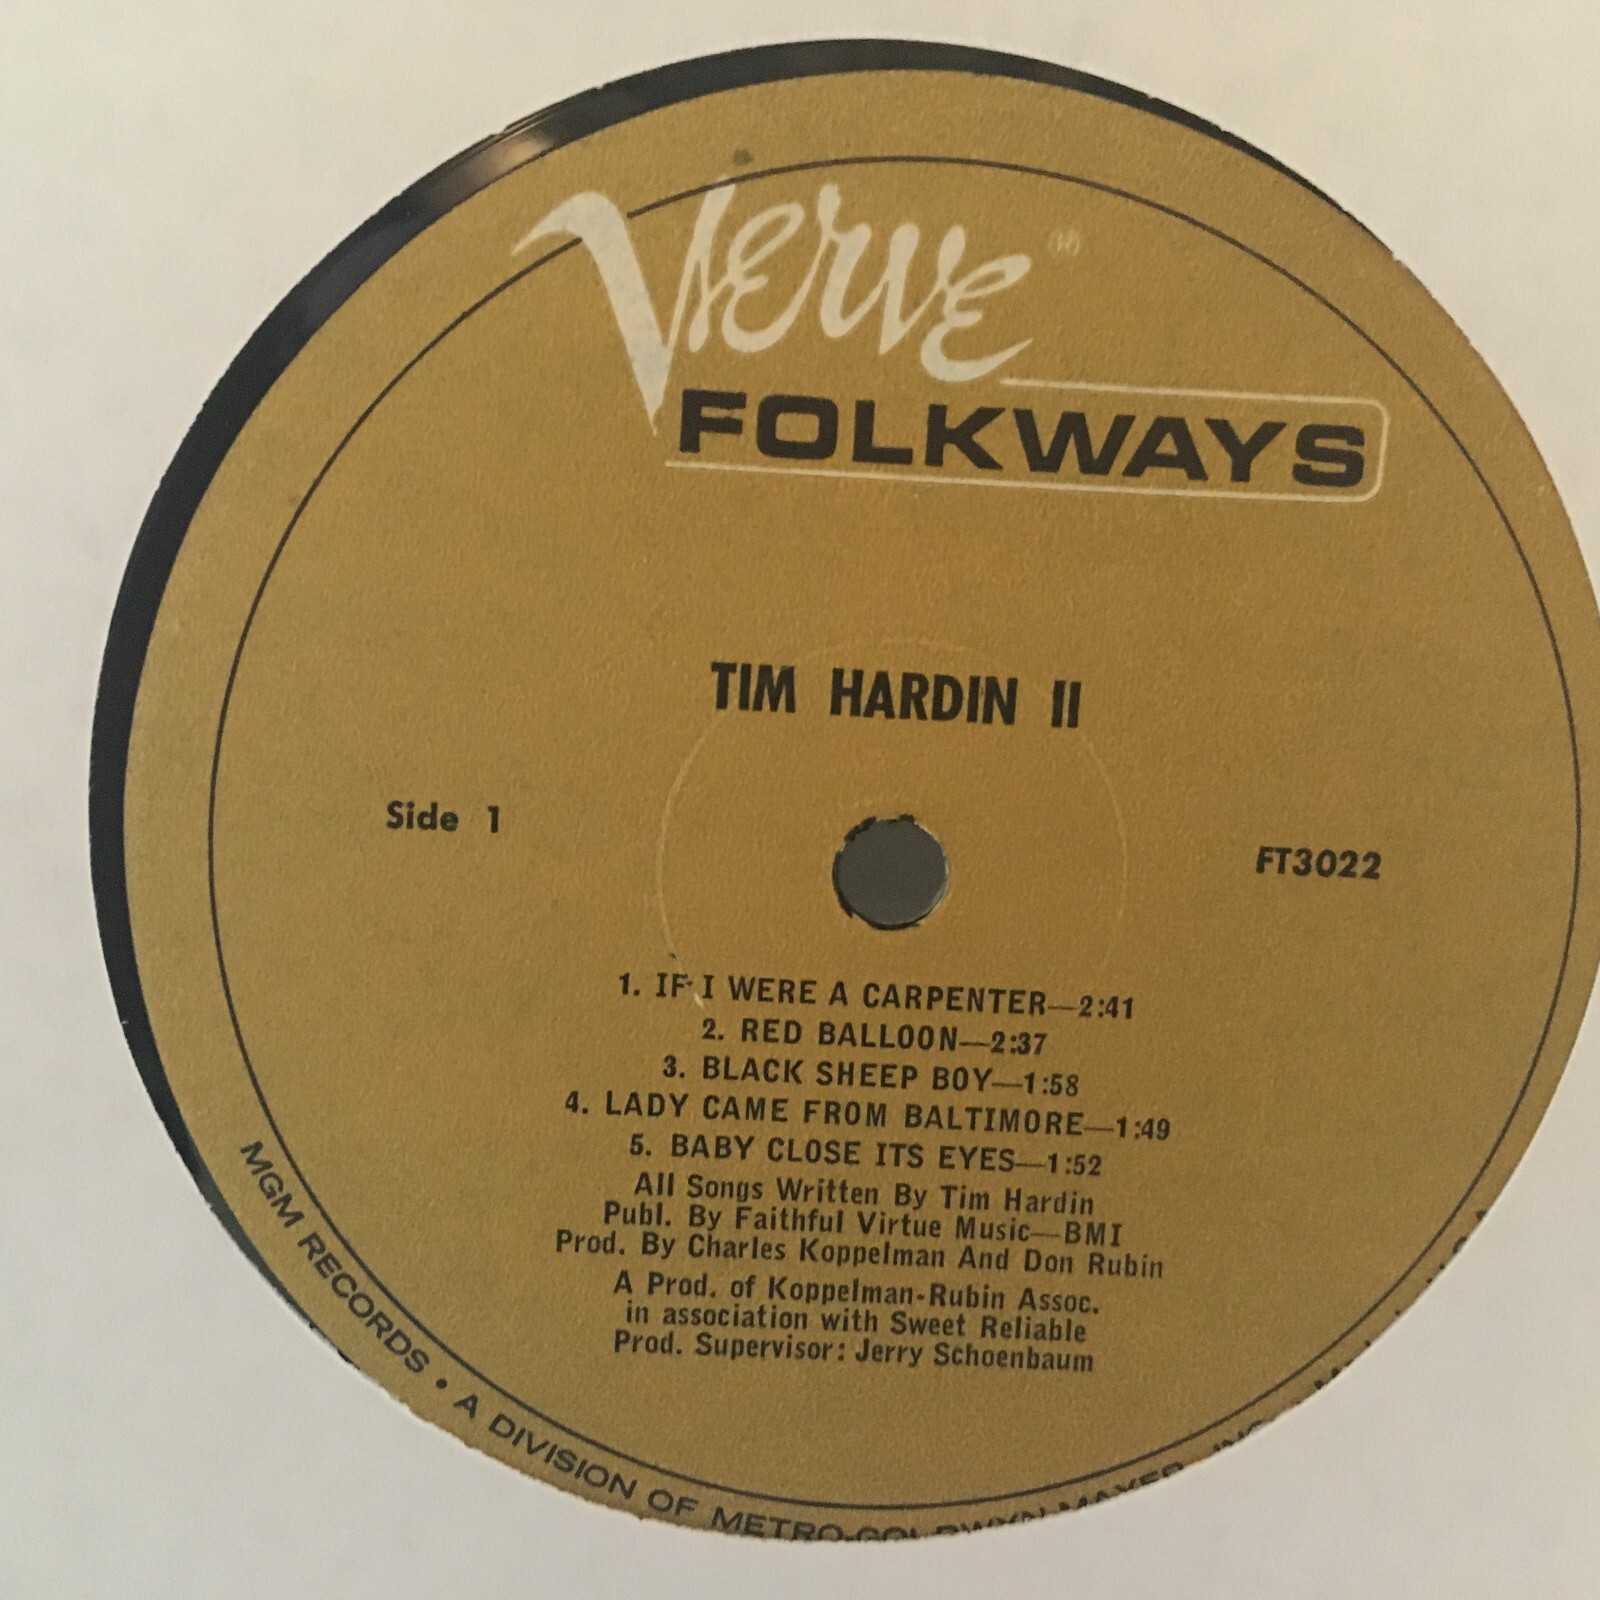 Verve ®
FOLKWAYS
TIM HARDIN II
Side 1
FT3022
1. IF I WERE A CARPENTER—2:41
2. RED BALLOON—2:37
3. BLACK SHEEP BOY—1:58
4. LADY CAME FROM BALTIMORE—1:49
5. BABY CLOSE ITS EYES—1:52
All Songs Written By Tim Hardin
Publ. By Faithful Virtue Music—BMI
Prod. By Charles Koppelman And Don Rubin
A Prod. of Koppelman-Rubin Assoc.
in association with Sweet Reliable
Prod. Supervisor: Jerry Schoenbaum
MGM RECORDS • A DIVISION OF METRO-GOLDWYN-MAYER, INC.